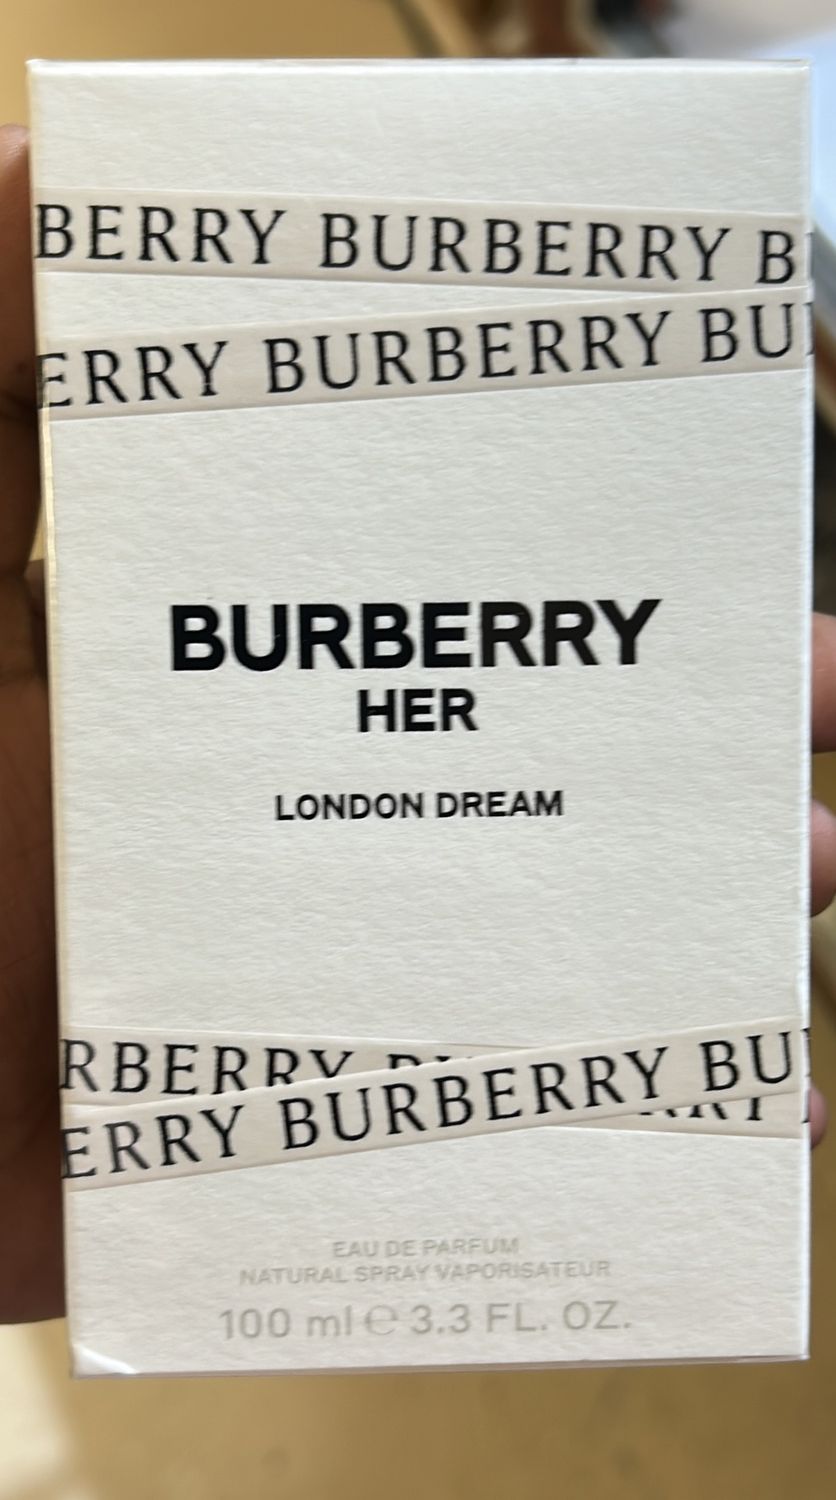 BERRY BURBERRY B
ERRY BURBERRY BU
BURBERRY
HER
LONDON DREAM
RBERRY
ERRY BURBERRY BU
EAU DE PARFUM
NATURAL SPRAY VAPORISATEUR
100 ml ℮ 3.3 FL. OZ.